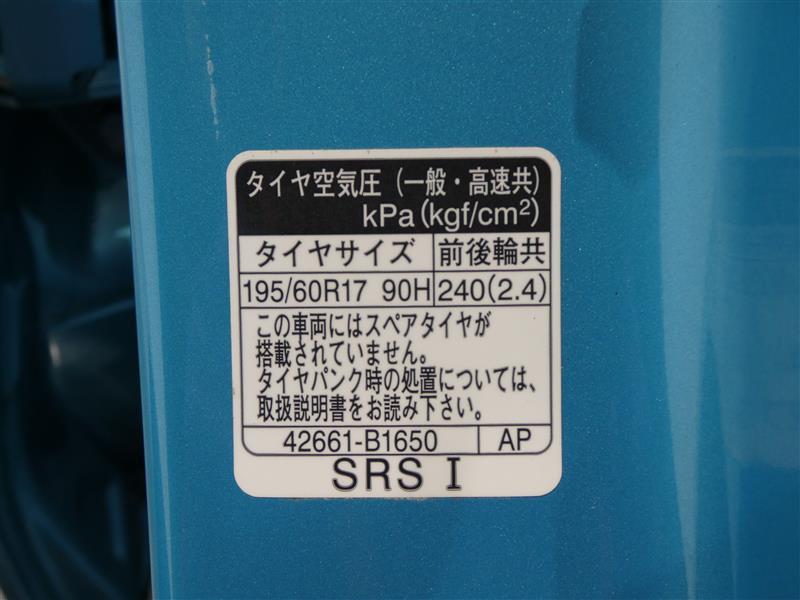 タイヤ空気圧（一般・高速共）
kPa(kgf/cm²)
タイヤサイズ 前後輪共
195/60R17 90H 240(2.4)
この車両にはスペアタイヤが
搭載されていません。
タイヤパンク時の処置については、
取扱説明書をお読み下さい。
42661-B1650 AP
SRS I